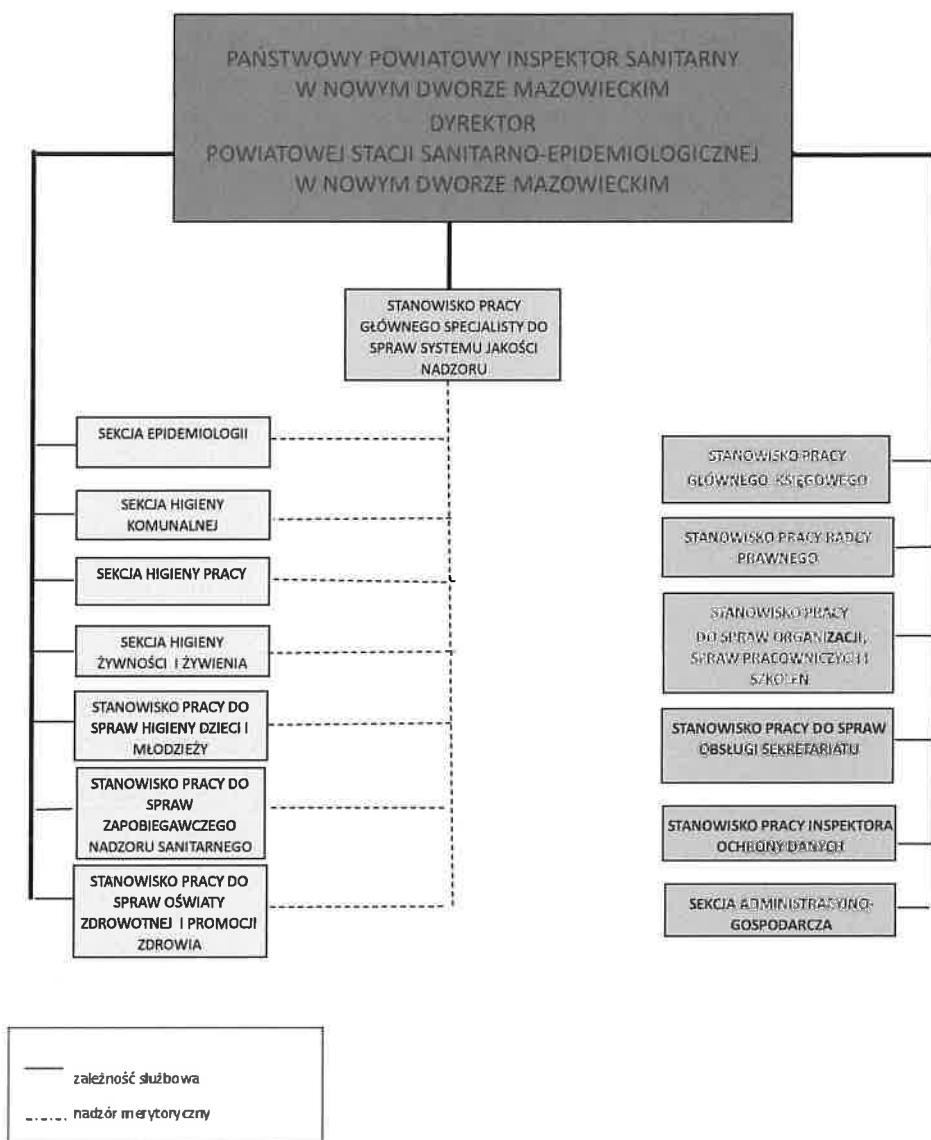 PAŃSTWOWY POWIATOWY INSPEKTOR SANITARNY
W NOWYM DWORZE MAZOWIECKIM
DYREKTOR
POWIATOWEJ STACJI SANITARNO-EPIDEMIOLOGICZNEJ
W NOWYM DWORZE MAZOWIECKIM
STANOWISKO PRACY
GŁÓWNEGO SPECJALISTY DO
SPRAW SYSTEMU JAKOŚCI
NADZORU
SEKCJA EPIDEMIOLOGII
SEKCJA HIGIENY
KOMUNALNEJ
SEKCJA HIGIENY PRACY
SEKCJA HIGIENY
ŻYWNOŚCI I ŻYWIENIA
STANOWISKO PRACY DO
SPRAW HIGIENY DZIECI I
MŁODZIEŻY
STANOWISKO PRACY DO
SPRAW
ZAPOBIEGAWCZEGO
NADZORU SANITARNEGO
STANOWISKO PRACY DO
SPRAW OŚWIATY
ZDROWOTNEJ I PROMOCJI
ZDROWIA
STANOWISKO PRACY
GŁÓWNEGO KSIĘGOWEGO
STANOWISKO PRACY RADCY
PRAWNEGO
STANOWISKO PRACY
DO SPRAW ORGANIZACJI,
SPRAW PRACOWNICZYCH I
SZKOLEŃ
STANOWISKO PRACY DO SPRAW
OBSŁUGI SEKRETARIATU
STANOWISKO PRACY INSPEKTORA
OCHRONY DANYCH
SEKCJA ADMINISTRACYJNO-
GOSPODARCZA
zależność służbowa
nadzór merytoryczny